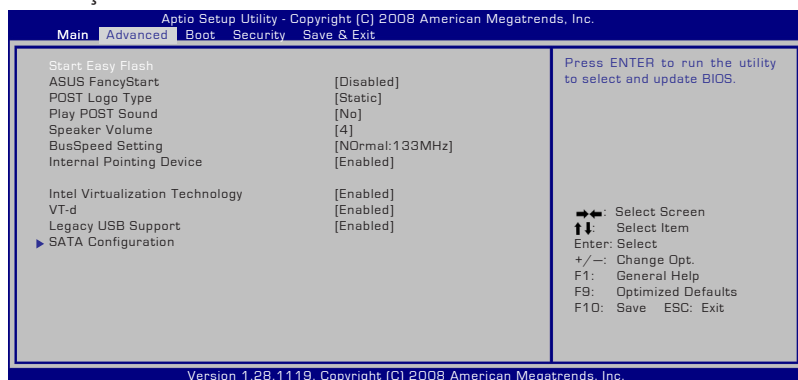 Aptio Setup Utility - Copyright (C) 2008 American Megatrends, Inc.
Main Advanced Boot Security Save & Exit
Start Easy Flash
ASUS FancyStart [Disabled]
POST Logo Type [Static]
Play POST Sound [No]
Speaker Volume [4]
BusSpeed Setting [NOrmal:133MHz]
Internal Pointing Device [Enabled]
Intel Virtualization Technology [Enabled]
VT-d [Enabled]
Legacy USB Support [Enabled]
SATA Configuration
Press ENTER to run the utility
to select and update BIOS.
→←: Select Screen
↑↓: Select Item
Enter: Select
+/–: Change Opt.
F1: General Help
F9: Optimized Defaults
F10: Save ESC: Exit
Version 1.28.1119. Copyright (C) 2008 American Megatrends, Inc.